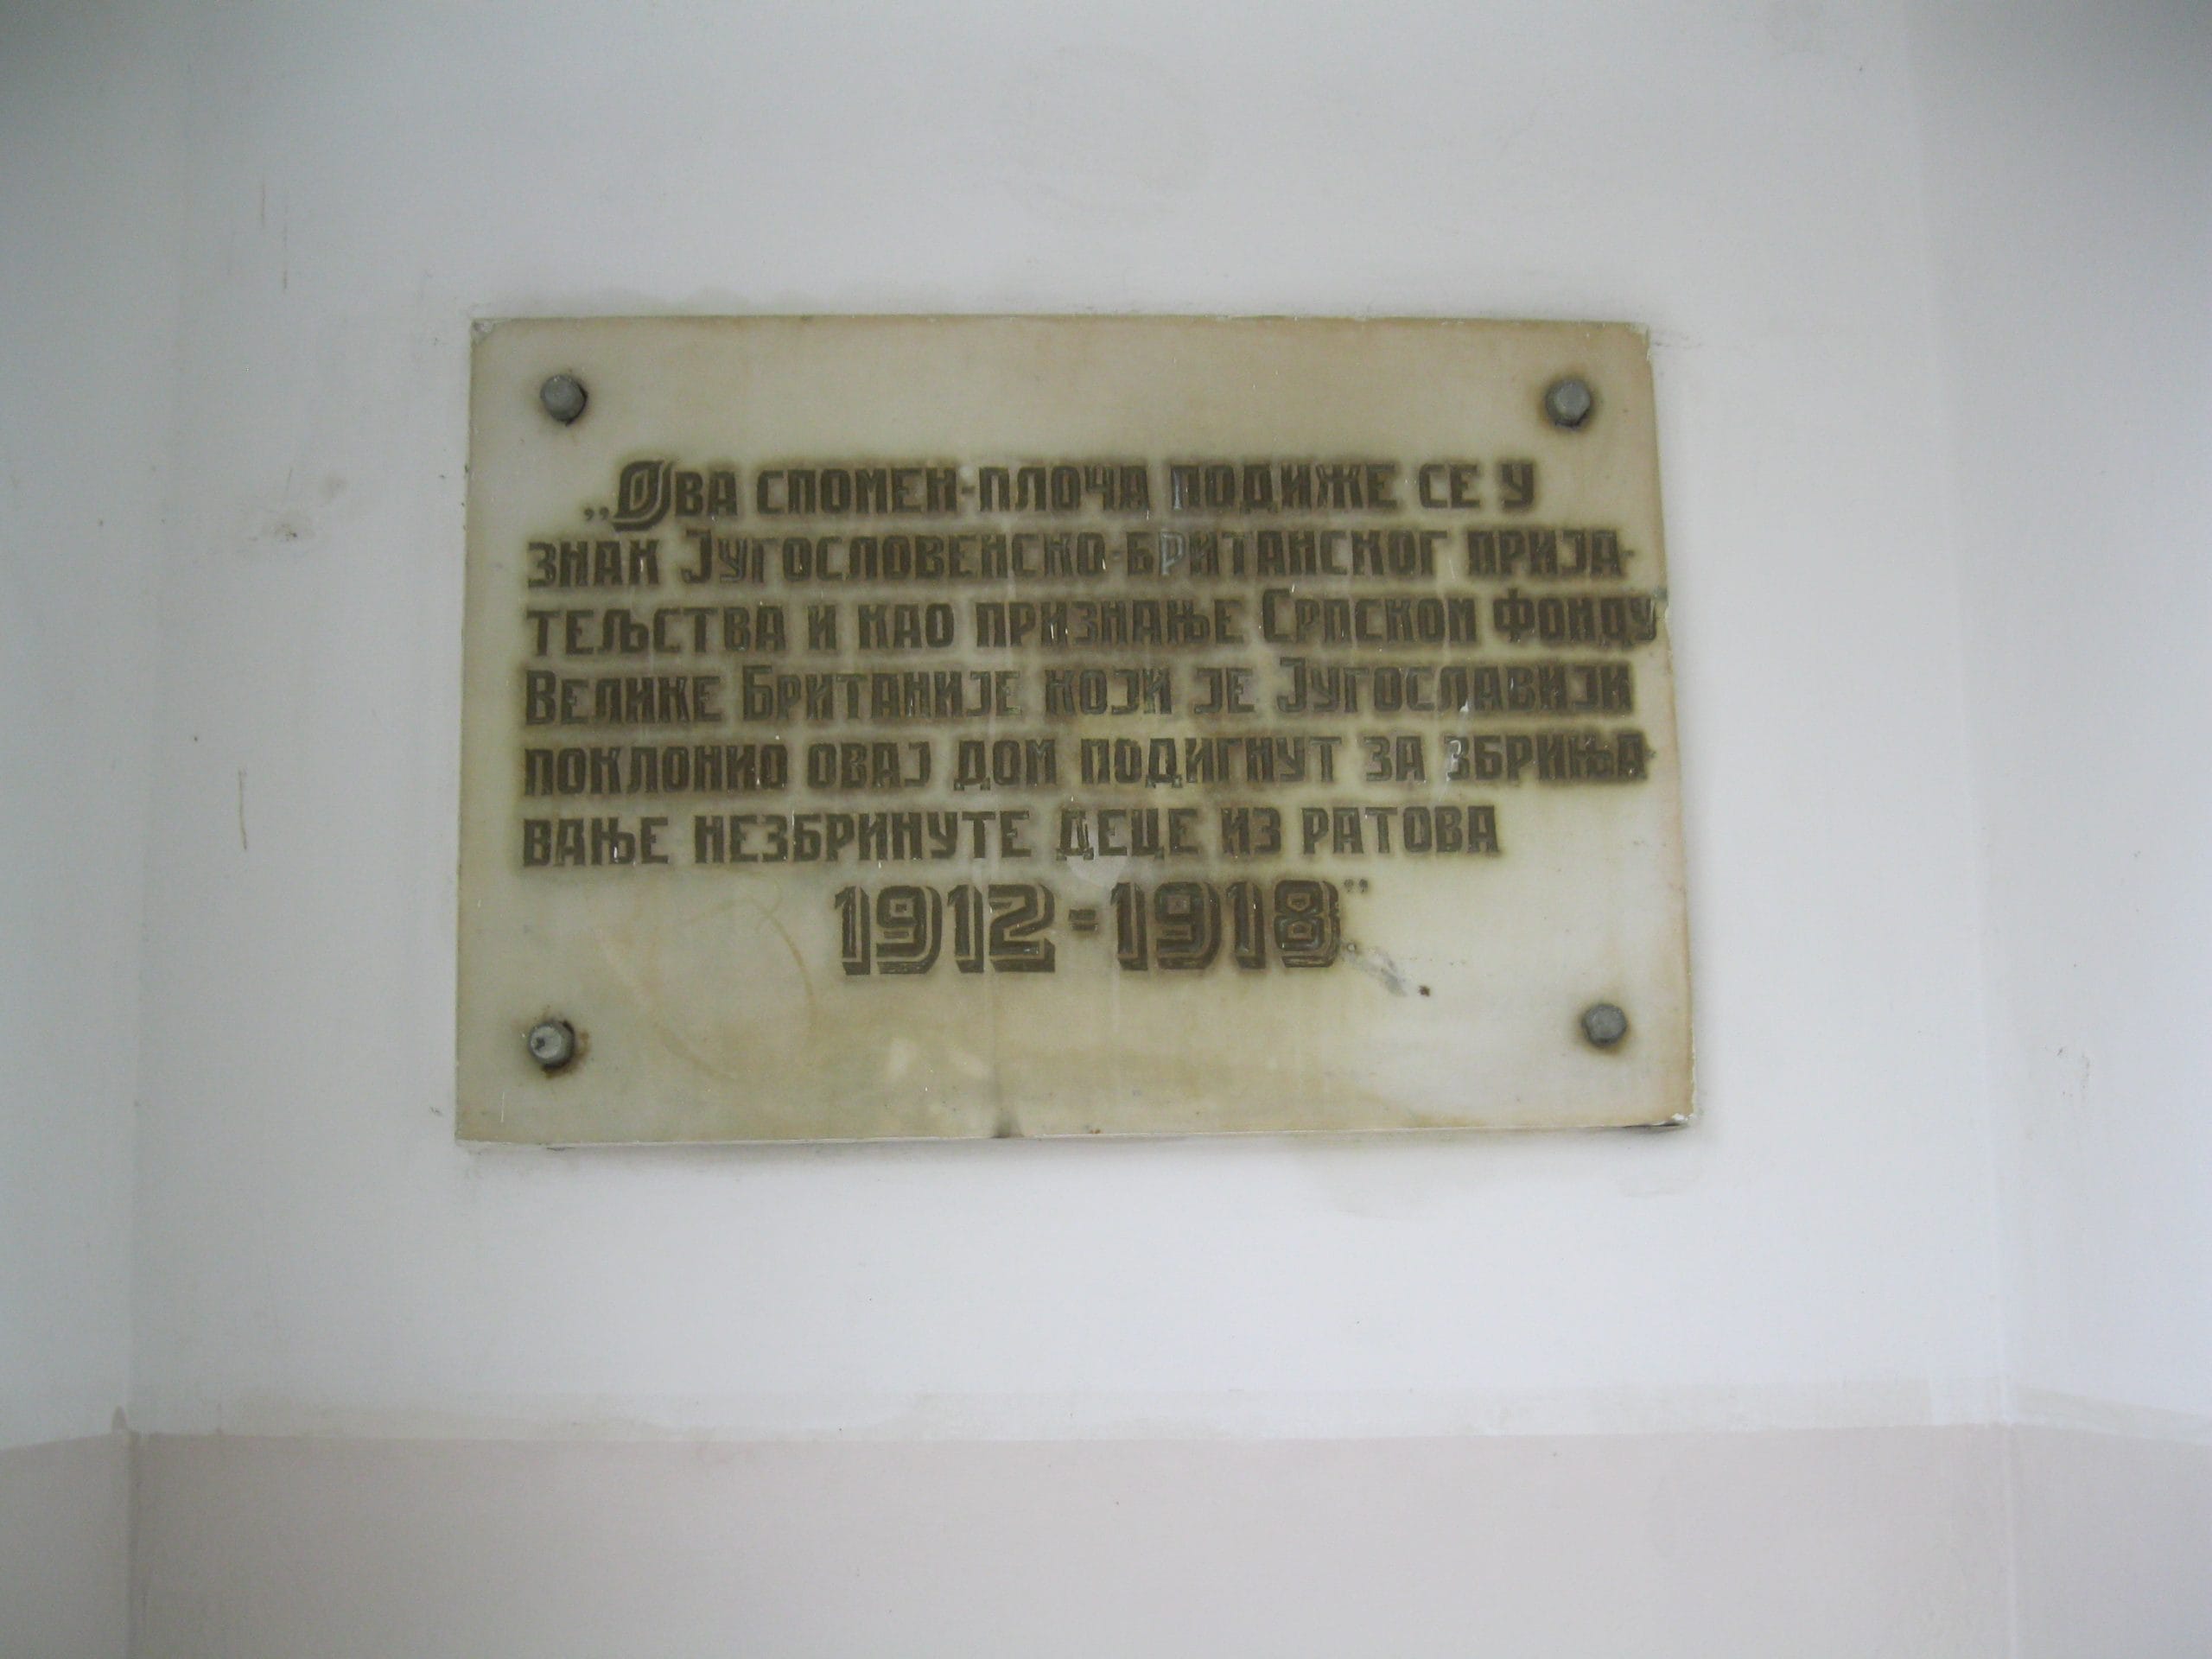 „Ова спомен-плоча подиже се у
знак Југословенско-британског прија-
тељства и као признање Српском фонду
Велике Британије који је Југославији
поклонио овај дом подигнут за збриња-
вање незбринуте деце из ратова
1912-1918”